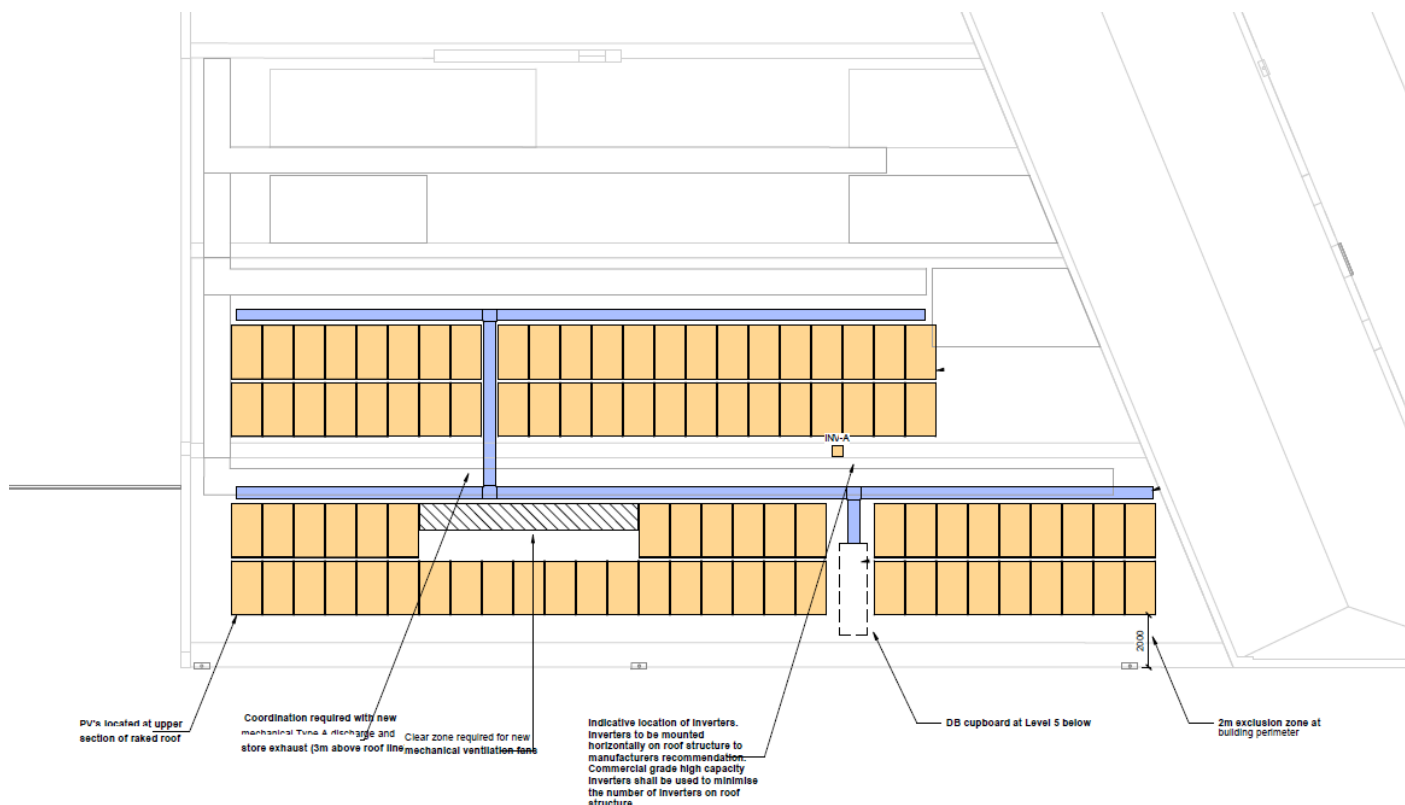 INV-A
2000
PV's located at upper
section of raked roof
Coordination required with new
mechanical Type A discharge and
store exhaust (3m above roof line
Clear zone required for new
mechanical ventilation fans
Indicative location of inverters.
Inverters to be mounted
horizontally on roof structure to
manufacturers recommendation.
Commercial grade high capacity
inverters shall be used to minimise
the number of inverters on roof
structure
DB cupboard at Level 5 below
2m exclusion zone at
building perimeter